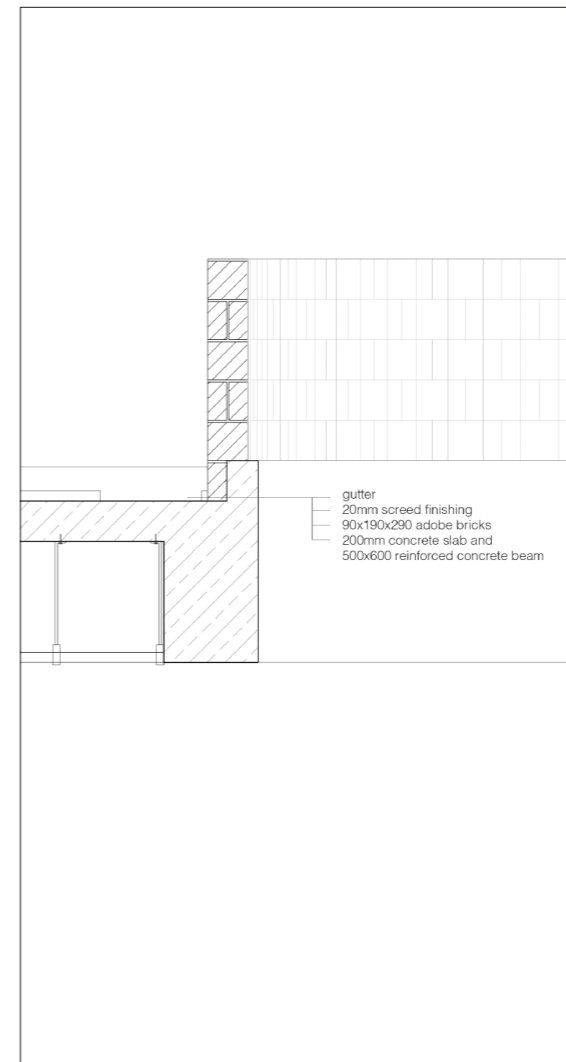 gutter
20mm screed finishing
90x190x290 adobe bricks
200mm concrete slab and
500x600 reinforced concrete beam